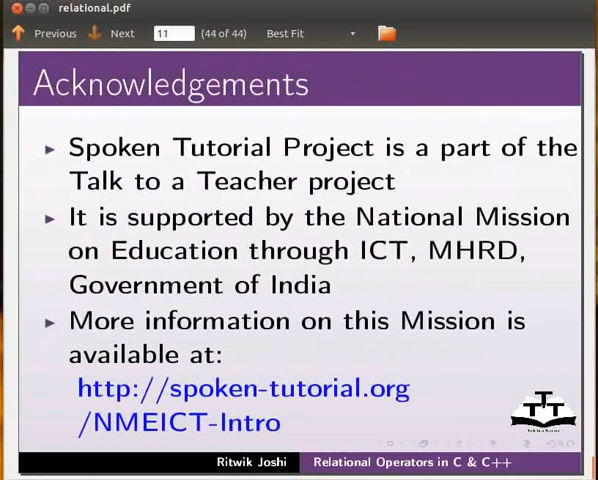 relational.pdf
Previous Next 11 (44 of 44) Best Fit
Acknowledgements
Spoken Tutorial Project is a part of the
Talk to a Teacher project
It is supported by the National Mission
on Education through ICT, MHRD,
Government of India
More information on this Mission is
available at:
http://spoken-tutorial.org
/NMEICT-Intro
Ritwik Joshi Relational Operators in C & C++